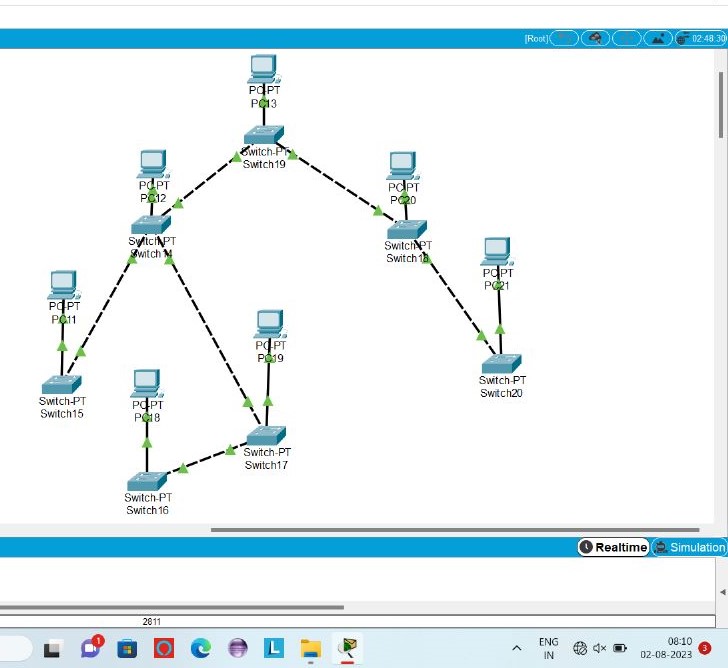 [Root]
02:48:30
PC-PT
PC13
Switch-PT
Switch19
PC-PT
PC12
PC-PT
PC20
Switch-PT
Switch14
Switch-PT
Switch18
PC-PT
PC21
PC-PT
PC11
PC-PT
PC19
Switch-PT
Switch20
Switch-PT
Switch15
PC-PT
PC18
Switch-PT
Switch17
Switch-PT
Switch16
Realtime
Simulation
2811
1
L
ENG
IN
08:10
02-08-2023
3